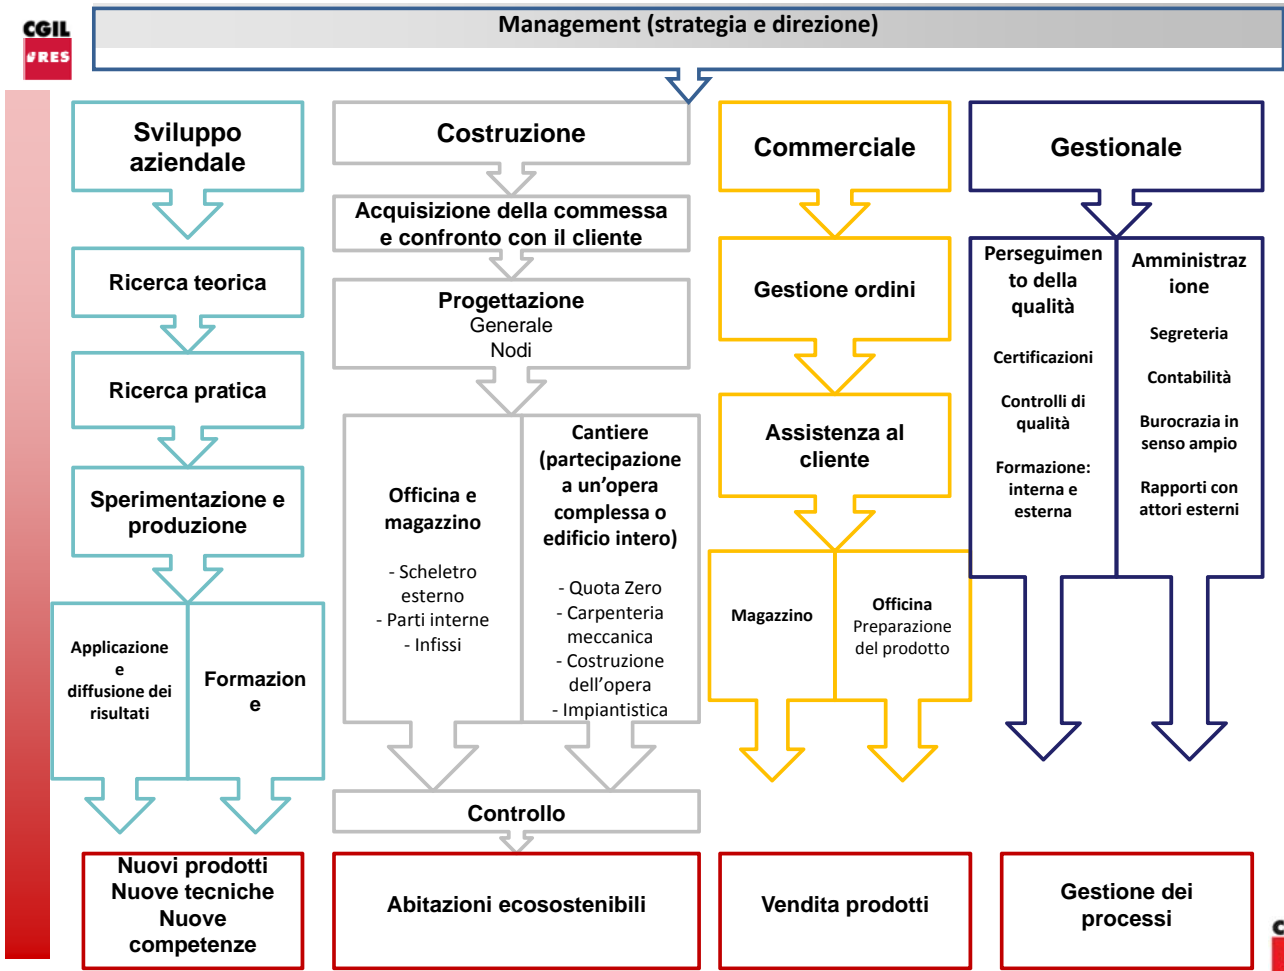 CGIL
IRES
Management (strategia e direzione)
Sviluppo
aziendale
Ricerca teorica
Ricerca pratica
Sperimentazione e
produzione
Applicazione
e
diffusione dei
risultati
Formazion
e
Nuovi prodotti
Nuove tecniche
Nuove
competenze
Costruzione
Acquisizione della commessa
e confronto con il cliente
Progettazione
Generale
Nodi
Officina e
magazzino
- Scheletro
esterno
- Parti interne
- Infissi
Cantiere
(partecipazione
a un’opera
complessa o
edificio intero)
- Quota Zero
- Carpenteria
meccanica
- Costruzione
dell’opera
- Impiantistica
Controllo
Abitazioni ecosostenibili
Commerciale
Gestione ordini
Assistenza al
cliente
Magazzino
Officina
Preparazione
del prodotto
Vendita prodotti
Gestionale
Perseguimen
to della
qualità
Certificazioni
Controlli di
qualità
Formazione:
interna e
esterna
Amministraz
ione
Segreteria
Contabilità
Burocrazia in
senso ampio
Rapporti con
attori esterni
Gestione dei
processi